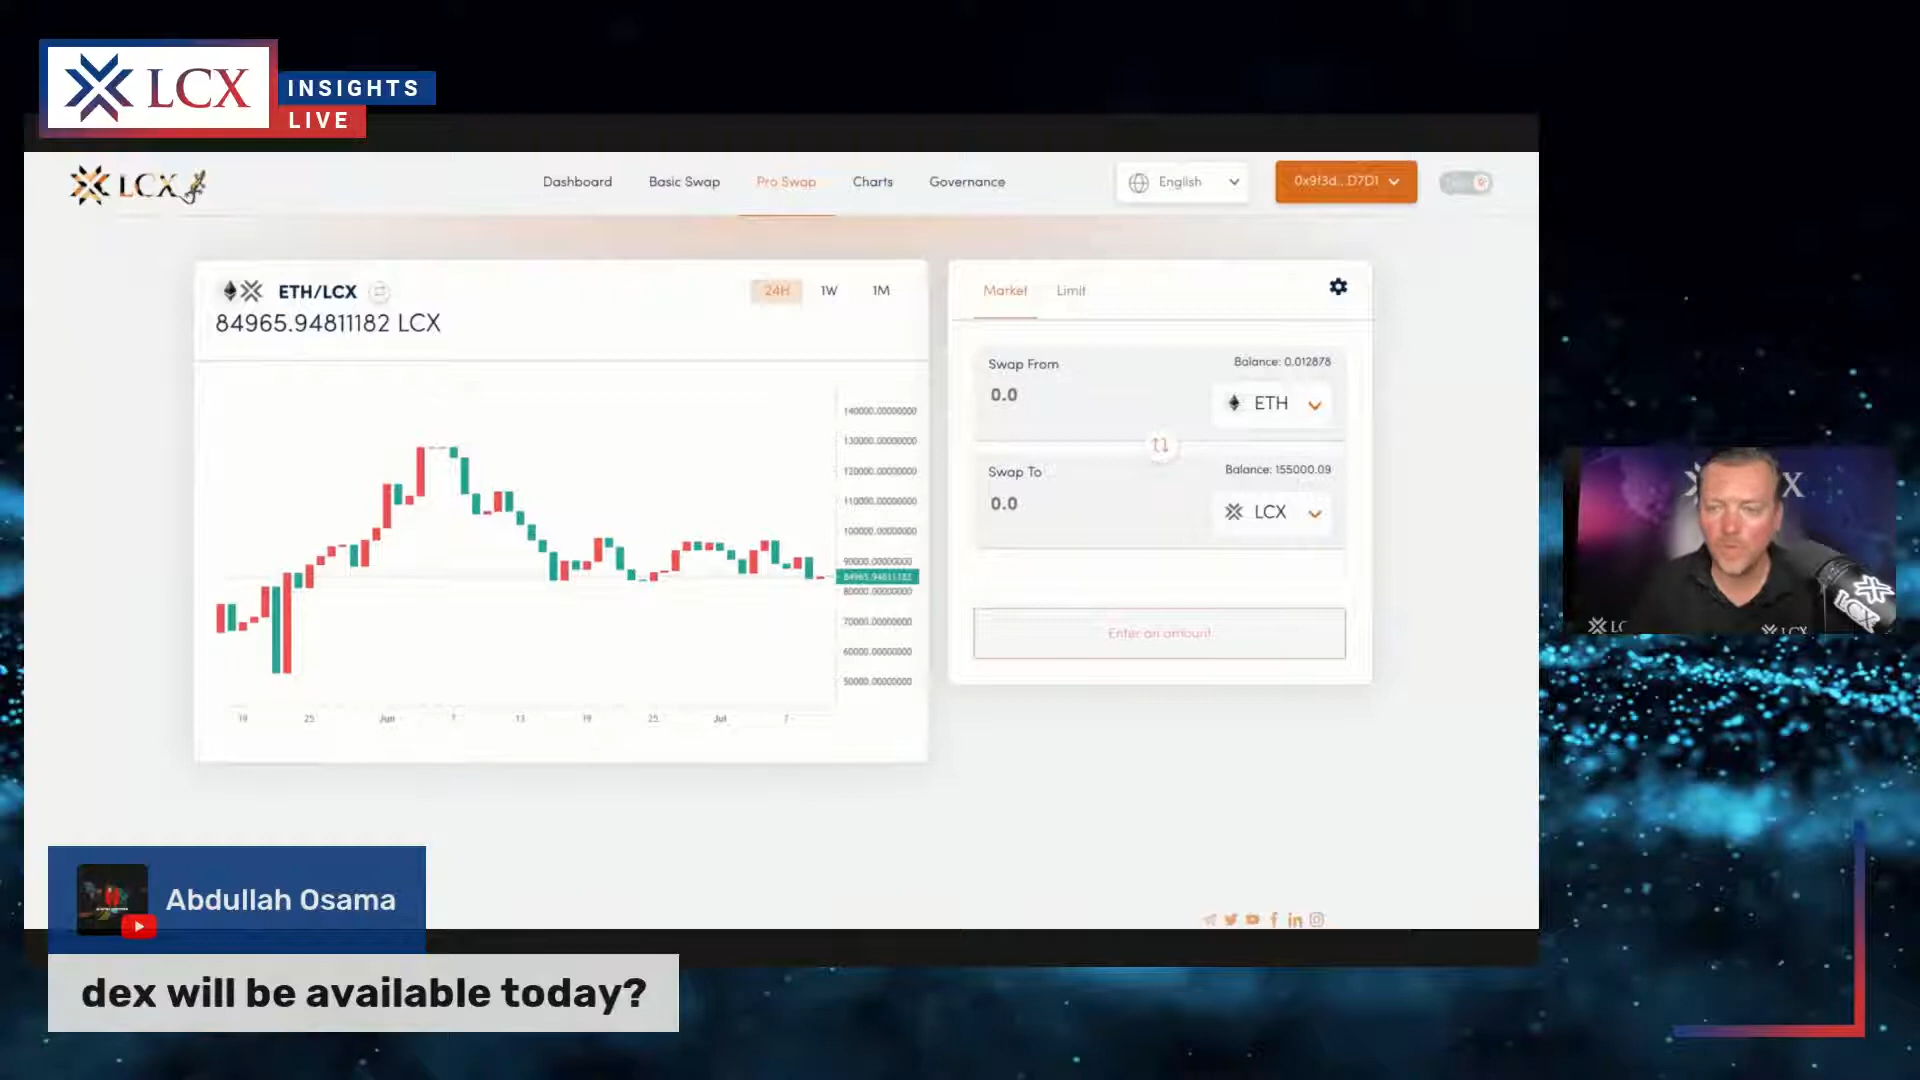 LCX
INSIGHTS
LIVE
LCX
Dashboard
Basic Swap
Pro Swap
Charts
Governance
English
0x9f3d...D7D1
ETH/LCX
24H
1W
1M
84965.94811182 LCX
140000.00000000
130000.00000000
120000.00000000
110000.00000000
100000.00000000
90000.00000000
84965.94811182
80000.00000000
70000.00000000
60000.00000000
50000.00000000
19
25
Jun
7
13
19
25
Jul
7
Market
Limit
Swap From
Balance: 0.012878
0.0
ETH
Swap To
Balance: 155000.09
0.0
LCX
Enter an amount
X
LCX
LC
LCX
Abdullah Osama
dex will be available today?